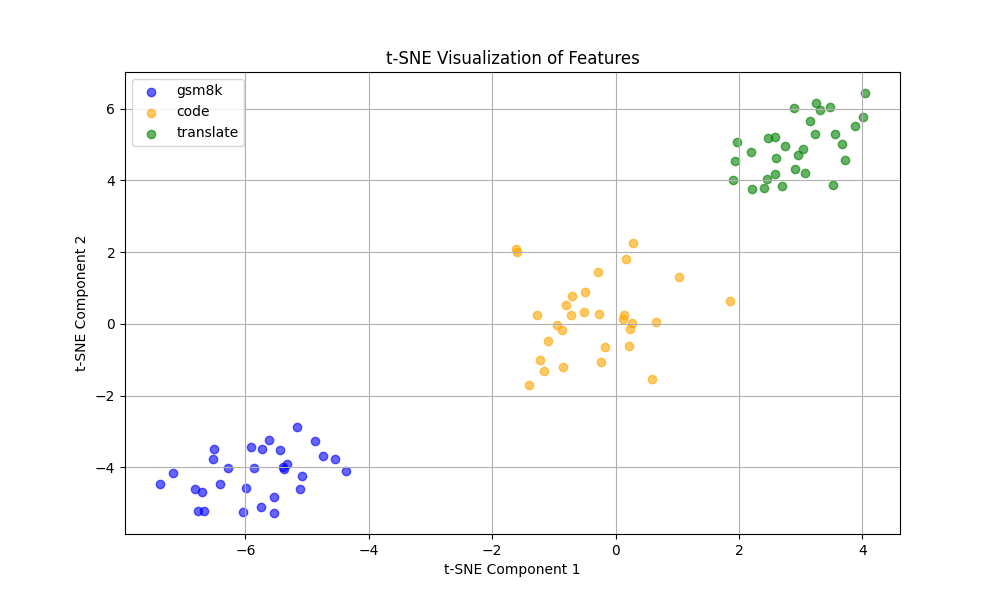 t-SNE Visualization of Features
gsm8k
code
translate
6
4
2
0
−2
−4
t-SNE Component 2
−6
−4
−2
0
2
4
t-SNE Component 1